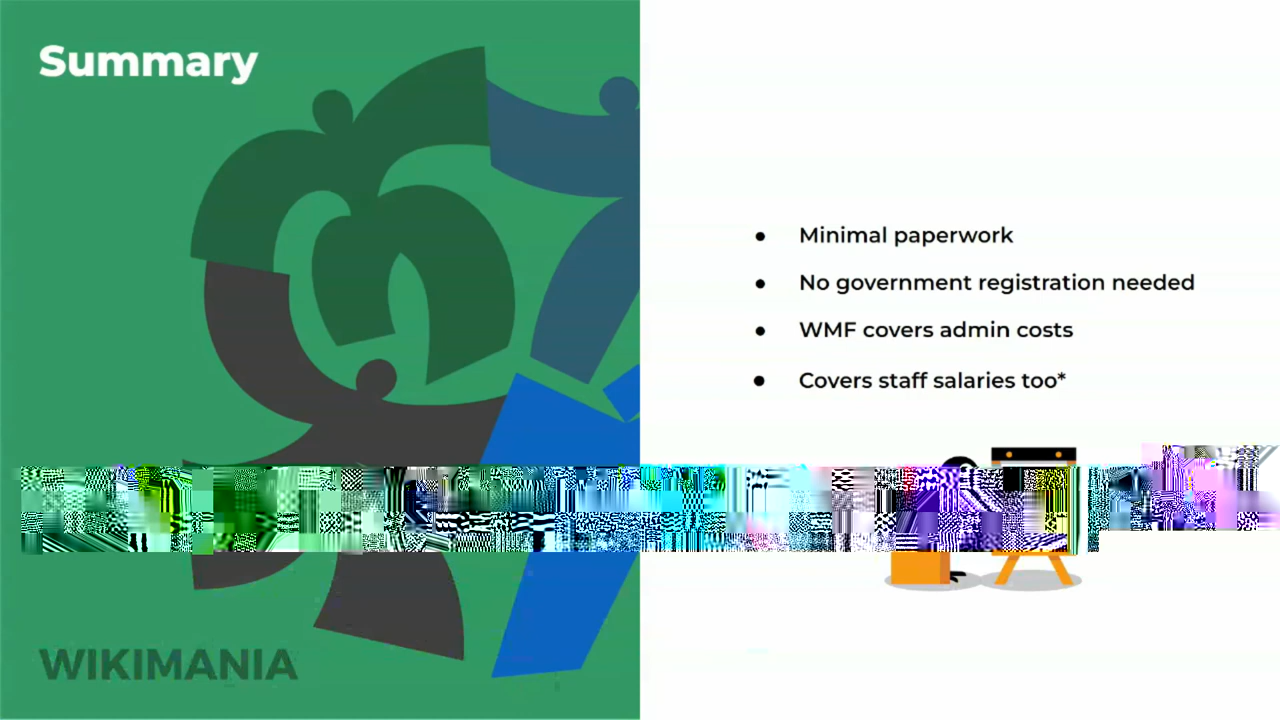 Summary
● Minimal paperwork
● No government registration needed
● WMF covers admin costs
● Covers staff salaries too*
WIKIMANIA